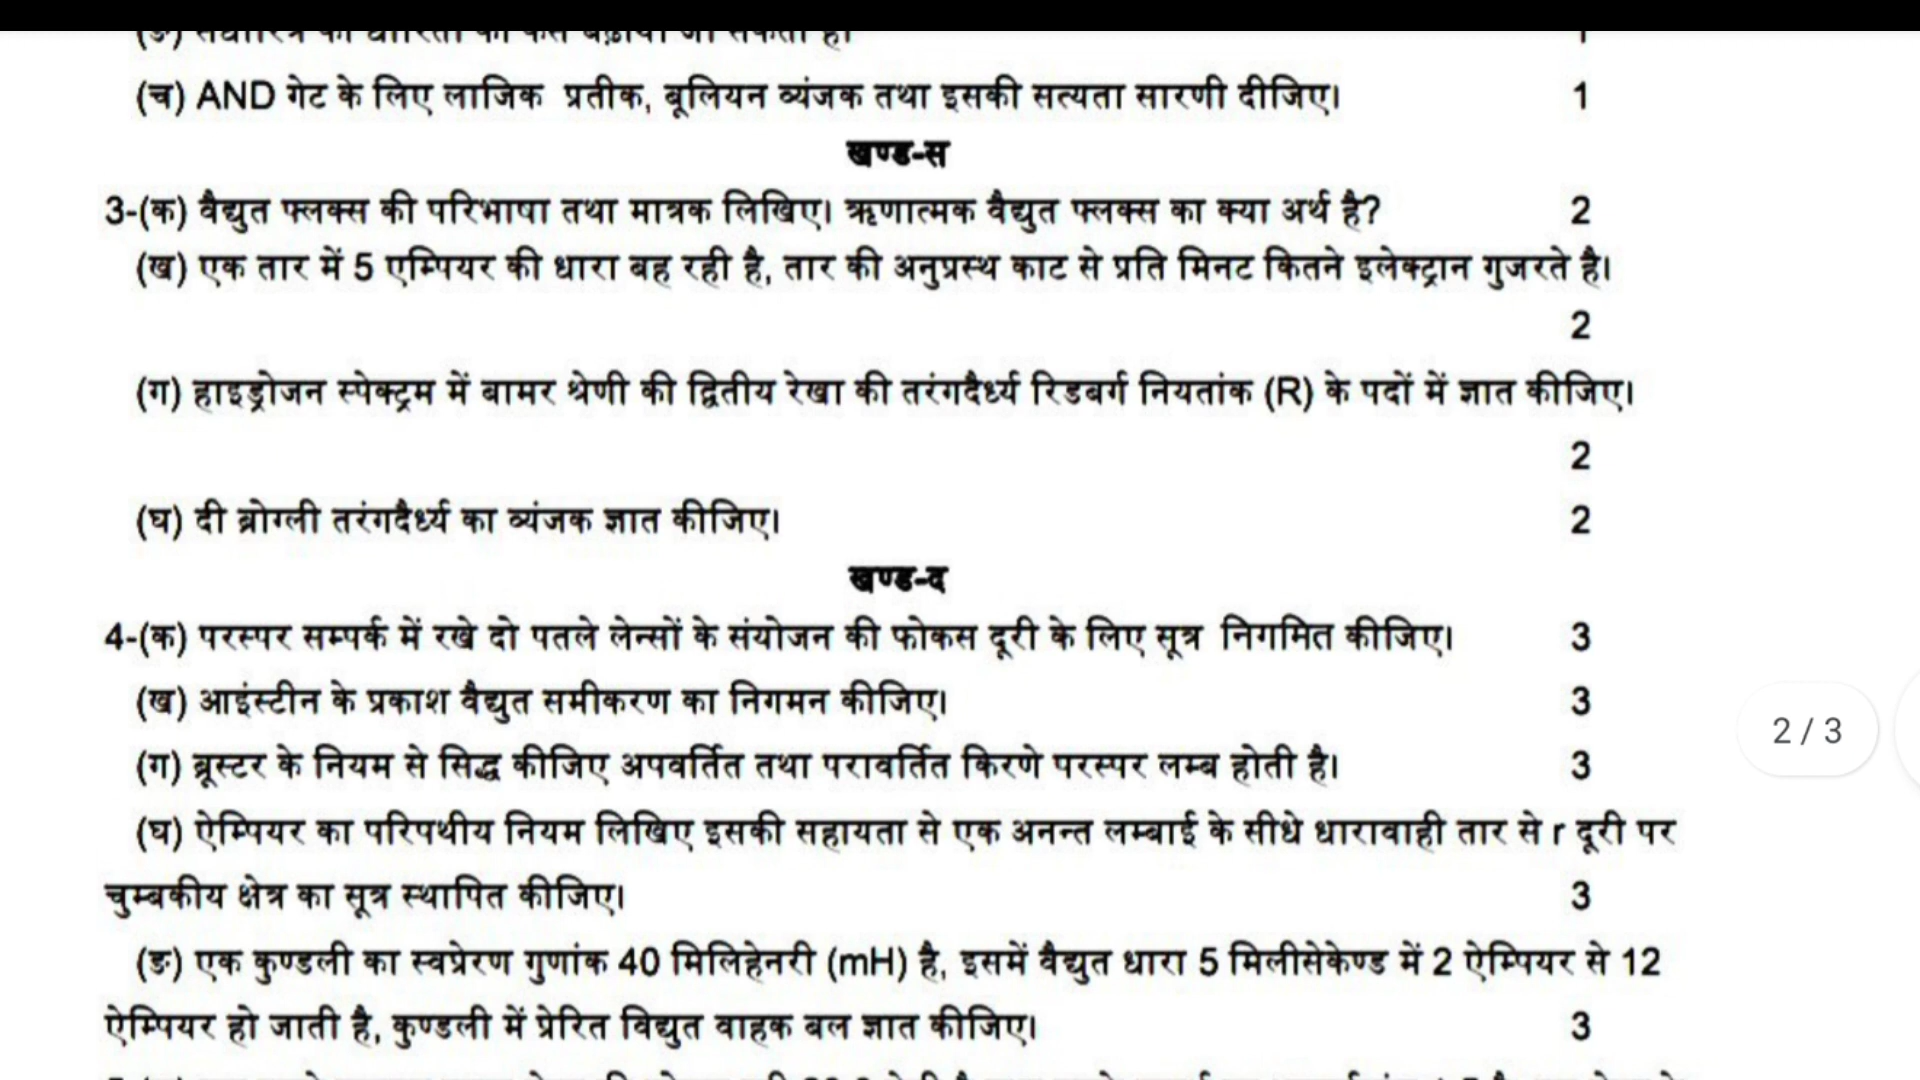 (च) AND गेट के लिए लाजिक प्रतीक, बूलियन व्यंजक तथा इसकी सत्यता सारणी दीजिए। 1
खण्ड-स
3-(क) वैद्युत फ्लक्स की परिभाषा तथा मात्रक लिखिए। ऋणात्मक वैद्युत फ्लक्स का क्या अर्थ है? 2
(ख) एक तार में 5 एम्पियर की धारा बह रही है, तार की अनुप्रस्थ काट से प्रति मिनट कितने इलेक्ट्रान गुजरते है।
2
(ग) हाइड्रोजन स्पेक्ट्रम में बामर श्रेणी की द्वितीय रेखा की तरंगदैर्ध्य रिडबर्ग नियतांक (R) के पदों में ज्ञात कीजिए।
2
(घ) दी ब्रोग्ली तरंगदैर्ध्य का व्यंजक ज्ञात कीजिए। 2
खण्ड-द
4-(क) परस्पर सम्पर्क में रखे दो पतले लेन्सों के संयोजन की फोकस दूरी के लिए सूत्र निगमित कीजिए। 3
(ख) आइंस्टीन के प्रकाश वैद्युत समीकरण का निगमन कीजिए। 3
2 / 3
(ग) ब्रूस्टर के नियम से सिद्ध कीजिए अपवर्तित तथा परावर्तित किरणे परस्पर लम्ब होती है। 3
(घ) ऐम्पियर का परिपथीय नियम लिखिए इसकी सहायता से एक अनन्त लम्बाई के सीधे धारावाही तार से r दूरी पर
चुम्बकीय क्षेत्र का सूत्र स्थापित कीजिए। 3
(ङ) एक कुण्डली का स्वप्रेरण गुणांक 40 मिलिहेनरी (mH) है, इसमें वैद्युत धारा 5 मिलीसेकेण्ड में 2 ऐम्पियर से 12
ऐम्पियर हो जाती है, कुण्डली में प्रेरित विद्युत वाहक बल ज्ञात कीजिए। 3